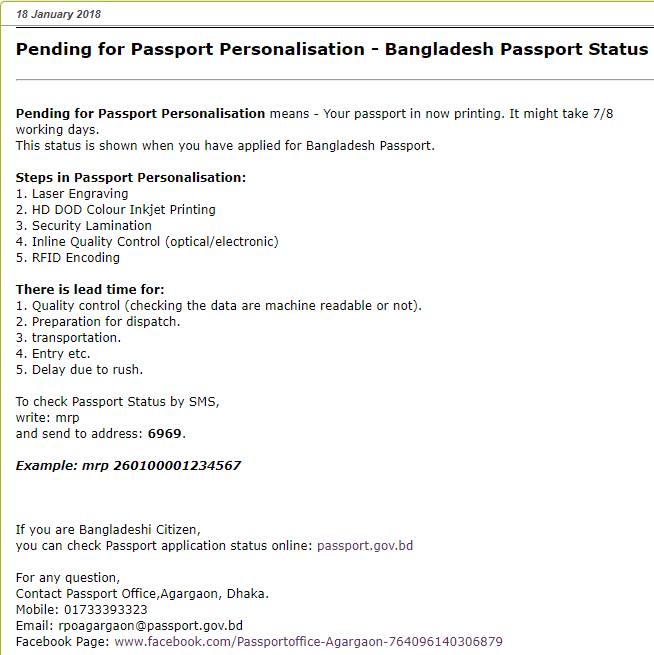 18 January 2018
Pending for Passport Personalisation - Bangladesh Passport Status
Pending for Passport Personalisation means - Your passport in now printing. It might take 7/8
working days.
This status is shown when you have applied for Bangladesh Passport.
Steps in Passport Personalisation:
1. Laser Engraving
2. HD DOD Colour Inkjet Printing
3. Security Lamination
4. Inline Quality Control (optical/electronic)
5. RFID Encoding
There is lead time for:
1. Quality control (checking the data are machine readable or not).
2. Preparation for dispatch.
3. transportation.
4. Entry etc.
5. Delay due to rush.
To check Passport Status by SMS,
write: mrp
and send to address: 6969.
Example: mrp 260100001234567
If you are Bangladeshi Citizen,
you can check Passport application status online: passport.gov.bd
For any question,
Contact Passport Office,Agargaon, Dhaka.
Mobile: 01733393323
Email: rpoagargaon@passport.gov.bd
Facebook Page: www.facebook.com/Passportoffice-Agargaon-764096140306879